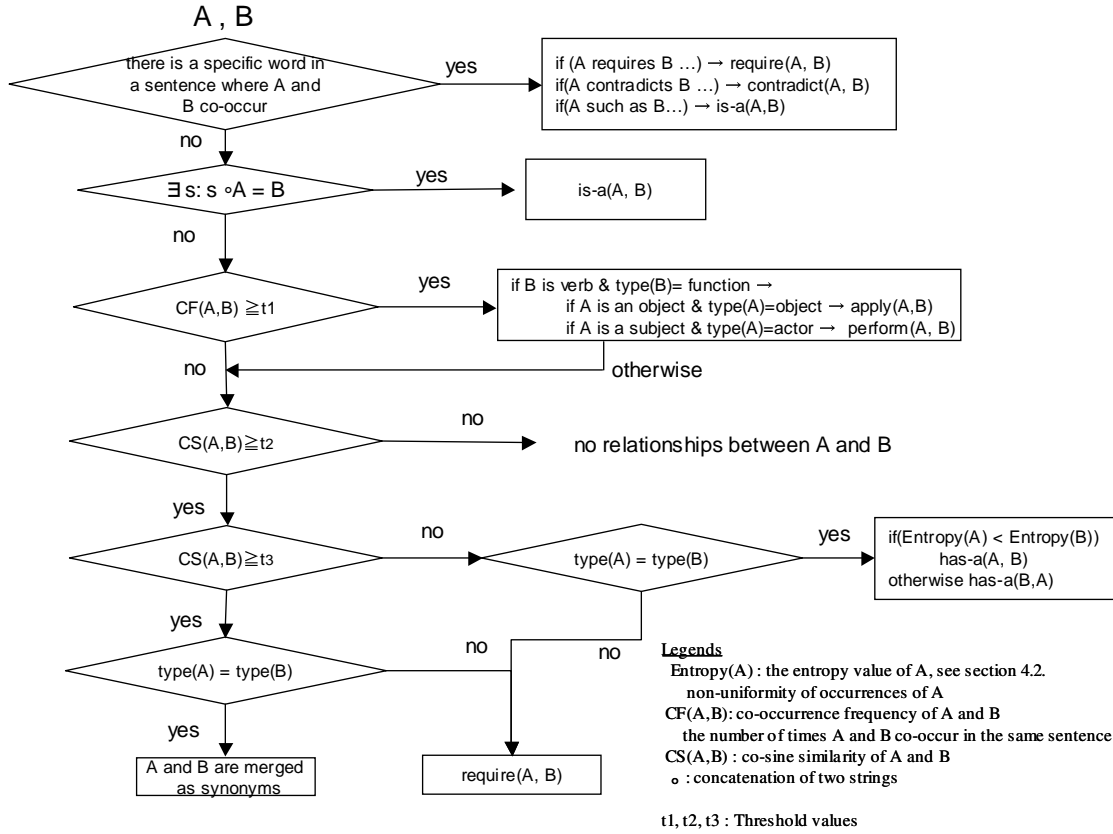 A , B
there is a specific word in
a sentence where A and
B co-occur
yes
if (A requires B …) → require(A, B)
if(A contradicts B …) → contradict(A, B)
if(A such as B…) → is-a(A,B)
no
∃ s: s ∘A = B
yes
is-a(A, B)
no
CF(A,B) ≧t1
yes
if B is verb & type(B)= function →
if A is an object & type(A)=object → apply(A,B)
if A is a subject & type(A)=actor → perform(A, B)
no
otherwise
CS(A,B)≧t2
no
no relationships between A and B
yes
CS(A,B)≧t3
no
type(A) = type(B)
yes
if(Entropy(A) < Entropy(B))
has-a(A, B)
otherwise has-a(B,A)
yes
no
no
type(A) = type(B)
yes
A and B are merged
as synonyms
require(A, B)
Legends
Entropy(A) : the entropy value of A, see section 4.2.
non-uniformity of occurrences of A
CF(A,B): co-occurrence frequency of A and B
the number of times A and B co-occur in the same sentence
CS(A,B) : co-sine similarity of A and B
∘ : concatenation of two strings
t1, t2, t3 : Threshold values